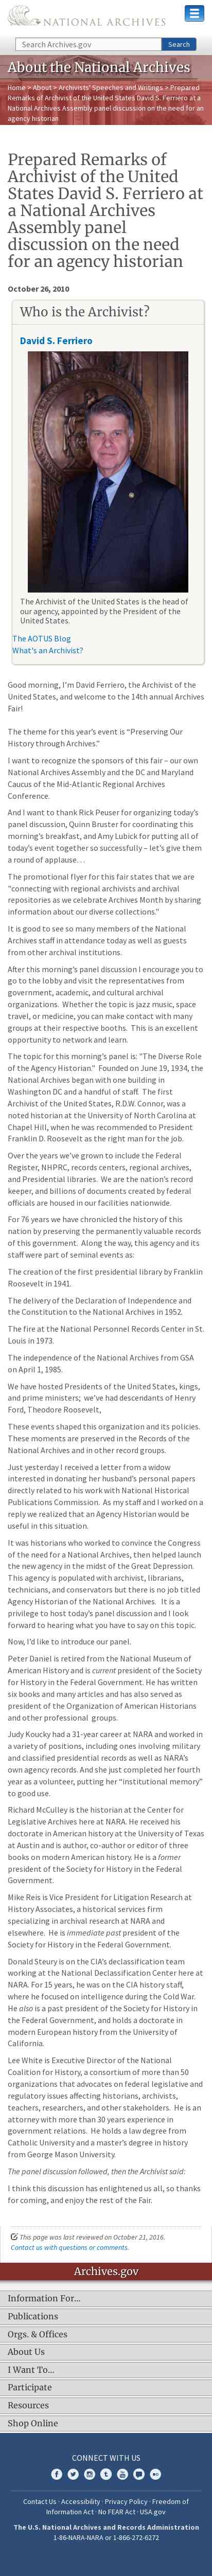 NATIONAL ARCHIVES
Search Archives.gov
Search
About the National Archives
Home > About > Archivists' Speeches and Writings > Prepared
Remarks of Archivist of the United States David S. Ferriero at a
National Archives Assembly panel discussion on the need for an
agency history
Prepared Remarks of
Archivist of the United
States David S. Ferriero at
a National Archives
Assembly panel
discussion on the need
for an agency historian
October 26, 2010
Who is the Archivist?
David S. Ferriero
The Archivist of the United States is the head of
our agency, appointed by the President of the
United States.
The AOTUS Blog
What's an Archivist?
Good morning, I'm David Ferriero, the Archivist of the
United States, and welcome to the 14th annual Archives
Fair!
The theme for this year's event is “Preserving Our
History through Archives.”
I want to recognize the sponsors of this fair – our own
National Archives Assembly and the DC and Maryland
Caucus of the Mid-Atlantic Regional Archives
Conference.
And I want to thank Rick Peuser for organizing today's
panel discussion, Quinn Bruster for coordinating this
morning's breakfast, and Amy Lubick for putting all of
today's event together so successfully – let's give them
a round of applause…
The promotional flyer for this fair states that we are
"connecting with regional archivists and archival
repositories as we celebrate Archives Month by sharing
information about our diverse collections."
It is good to see so many members of the National
Archives staff in attendance today as well as guests
from other archival institutions.
After this morning's panel discussion I encourage you to
go to the lobby and visit the representatives from
government, academic, and cultural archival
organizations. Whether the topic is jazz music, space
travel, or medicine, you can make contact with many
groups at their respective booths. This is an excellent
opportunity to network and learn.
The topic for this morning's panel is: "The Diverse Role
of the Agency Historian." Founded on June 19, 1934, the
National Archives began with one building in
Washington DC and a handful of staff. The first
Archivist of the United States, R.D.W. Connor, was a
noted historian at the University of North Carolina at
Chapel Hill, when he was recommended to President
Franklin D. Roosevelt as the right man for the job.
Over the years we've grown to include the Federal
Register, NHPRC, records centers, regional archives,
and Presidential libraries. We are the nation's record
keeper, and billions of documents created by federal
officials are housed in our facilities nationwide.
For 76 years we have chronicled the history of this
nation by preserving the permanently valuable records
of this government. Along the way, this agency and its
staff were part of seminal events as:
The creation of the first presidential library by Franklin
Roosevelt in 1941.
The delivery of the Declaration of Independence and
the Constitution to the National Archives in 1952.
The fire at the National Personnel Records Center in St.
Louis in 1973.
The independence of the National Archives from GSA
on April 1, 1985.
We have hosted Presidents of the United States, kings,
and prime ministers; we've had descendants of Henry
Ford, Theodore Roosevelt,
These events shaped this organization and its policies.
These moments are preserved in the Records of the
National Archives and in other record groups.
Just yesterday I received a letter from a widow
interested in donating her husband's personal papers
directly related to his work with National Historical
Publications Commission. As my staff and I worked on a
reply we realized that an Agency Historian would be
useful in this situation.
It was historians who worked to convince the Congress
of the need for a National Archives, then helped launch
the new agency in the midst of the Great Depression.
This agency is populated with archivist, librarians,
technicians, and conservators but there is no job titled
Agency Historian of the National Archives. It is a
privilege to host today's panel discussion and I look
forward to hearing what you have to say on this topic.
Now, I'd like to introduce our panel.
Peter Daniel is retired from the National Museum of
American History and is current president of the Society
for History in the Federal Government. He has written
six books and many articles and has also served as
president of the Organization of American Historians
and other professional groups.
Judy Koucky had a 31-year career at NARA and worked in
a variety of positions, including ones involving military
and classified presidential records as well as NARA's
own agency records. And she just completed her fourth
year as a volunteer, putting her “institutional memory”
to good use.
Richard McCulley is the historian at the Center for
Legislative Archives here at NARA. He received his
doctorate in American history at the University of Texas
at Austin and is author, co-author or editor of three
books on modern American history. He is a former
president of the Society for History in the Federal
Government.
Mike Reis is Vice President for Litigation Research at
History Associates, a historical services firm
specializing in archival research at NARA and
elsewhere. He is immediate past president of the
Society for History in the Federal Government.
Donald Steury is on the CIA's declassification team
working at the National Declassification Center here at
NARA. For 15 years, he was on the CIA history staff,
where he focused on intelligence during the Cold War.
He also is a past president of the Society for History in
the Federal Government, and holds a doctorate in
modern European history from the University of
California.
Lee White is Executive Director of the National
Coalition for History, a consortium of more than 50
organizations that advocates on federal legislative and
regulatory issues affecting historians, archivists,
teachers, researchers, and other stakeholders. He is an
attorney with more than 30 years experience in
government relations. He holds a law degree from
Catholic University and a master's degree in history
from George Mason University.
The panel discussion followed, then the Archivist said:
I think this discussion has enlightened us all, so thanks
for coming, and enjoy the rest of the Fair.
This page was last reviewed on October 21, 2016.
Contact us with questions or comments.
Archives.gov
Information For…
Publications
Orgs. & Offices
About Us
I Want To…
Participate
Resources
Shop Online
CONNECT WITH US
Contact Us · Accessibility · Privacy Policy · Freedom of
Information Act · No FEAR Act · USA.gov
The U.S. National Archives and Records Administration
1-86-NARA-NARA or 1-866-272-6272